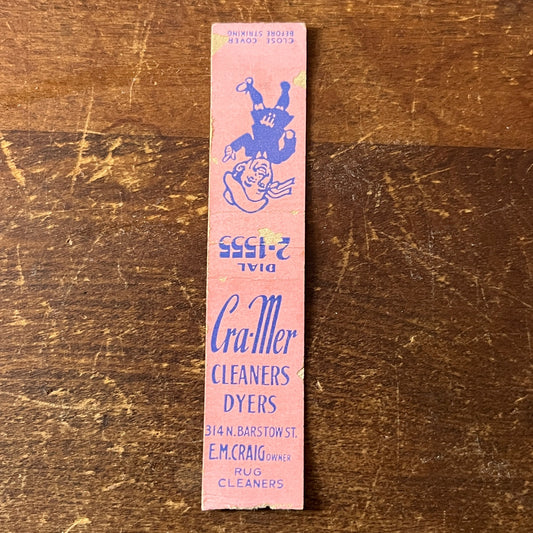 CLOSE COVER
BEFORE STRIKING
DIAL
2-1555
Cra-Mer
CLEANERS
DYERS
314 N. BARSTOW ST.
E.M. CRAIG OWNER
RUG
CLEANERS